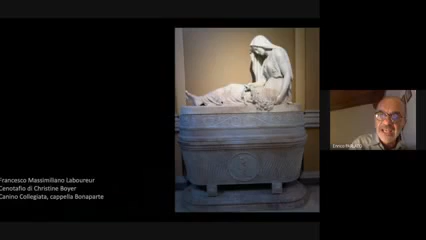 Francesco Massimiliano Laboureur
Cenotafio di Christine Boyer
Canino Collegiata, cappella Bonaparte